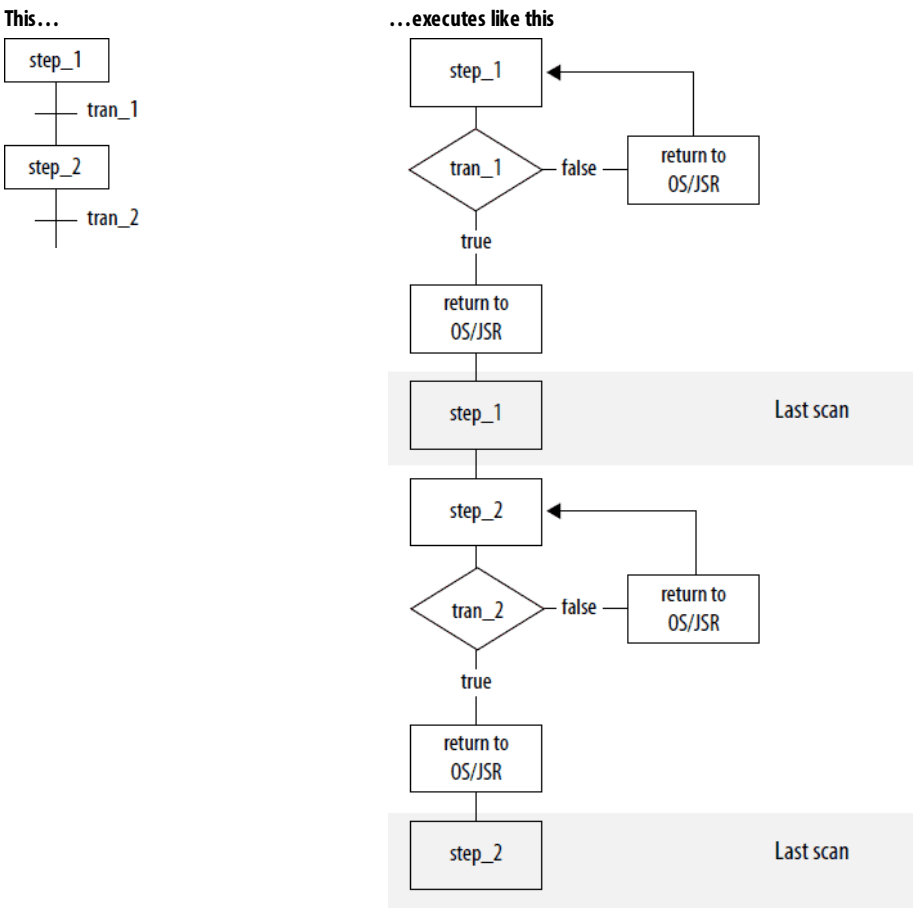 This…
step_1
tran_1
step_2
tran_2
…executes like this
step_1
tran_1
false
return to
OS/JSR
true
return to
OS/JSR
step_1
Last scan
step_2
tran_2
false
return to
OS/JSR
true
return to
OS/JSR
step_2
Last scan